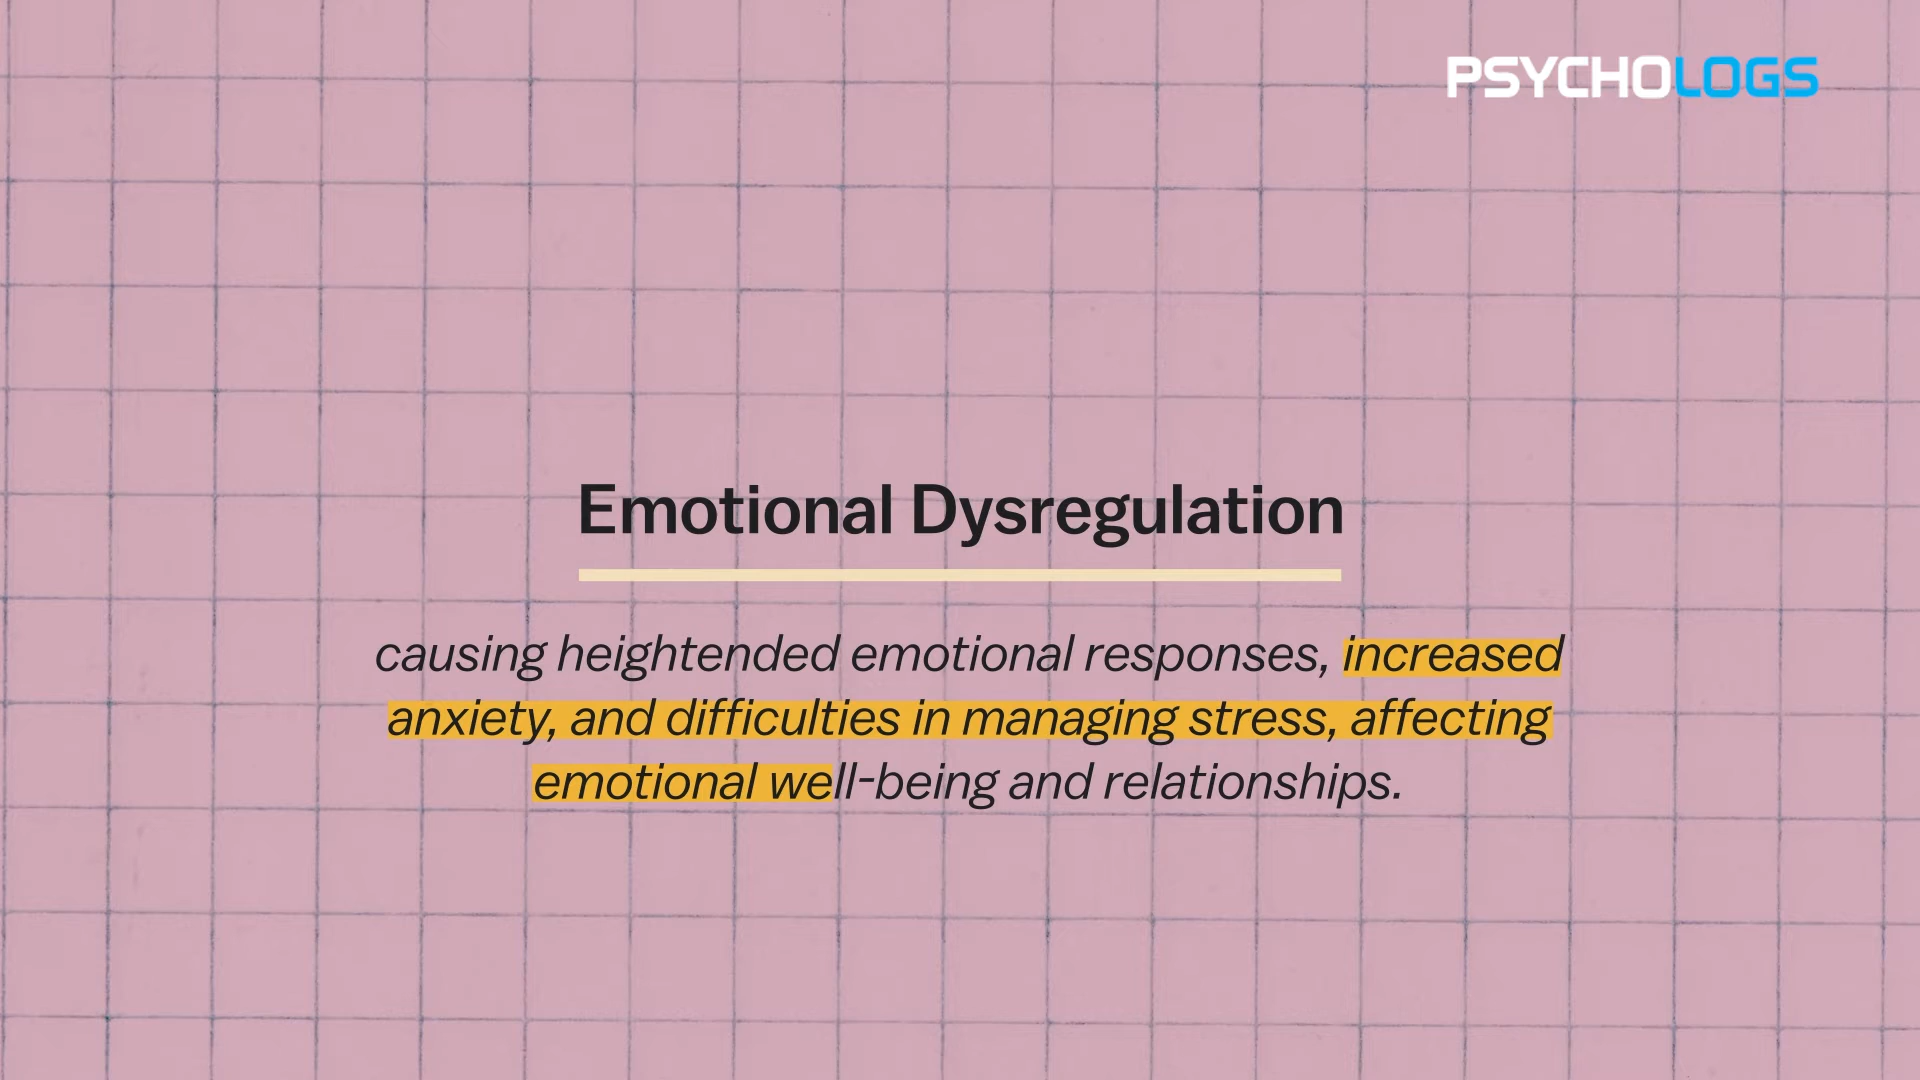 PSYCHOLOGS
Emotional Dysregulation
causing heightended emotional responses, increased
anxiety, and difficulties in managing stress, affecting
emotional well-being and relationships.